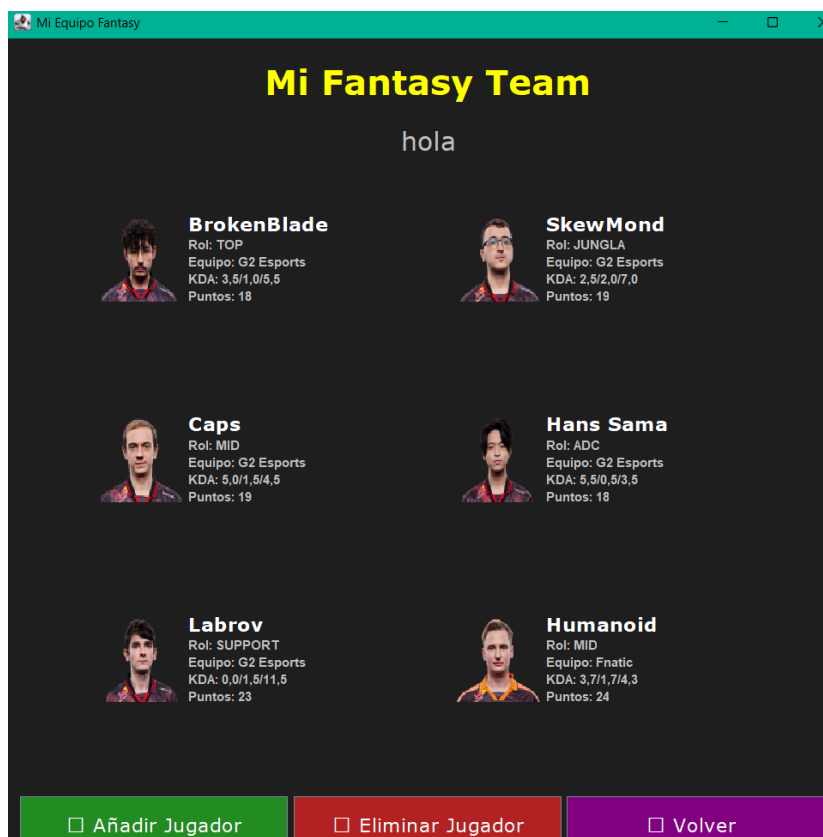 Mi Equipo Fantasy
Mi Fantasy Team
hola
BrokenBlade
Rol: TOP
Equipo: G2 Esports
KDA: 3,5/1,0/5,5
Puntos: 18
SkewMond
Rol: JUNGLA
Equipo: G2 Esports
KDA: 2,5/2,0/7,0
Puntos: 19
Caps
Rol: MID
Equipo: G2 Esports
KDA: 5,0/1,5/4,5
Puntos: 19
Hans Sama
Rol: ADC
Equipo: G2 Esports
KDA: 5,5/0,5/3,5
Puntos: 18
Labrov
Rol: SUPPORT
Equipo: G2 Esports
KDA: 0,0/1,5/11,5
Puntos: 23
Humanoid
Rol: MID
Equipo: Fnatic
KDA: 3,7/1,7/4,3
Puntos: 24
Añadir Jugador
Eliminar Jugador
Volver